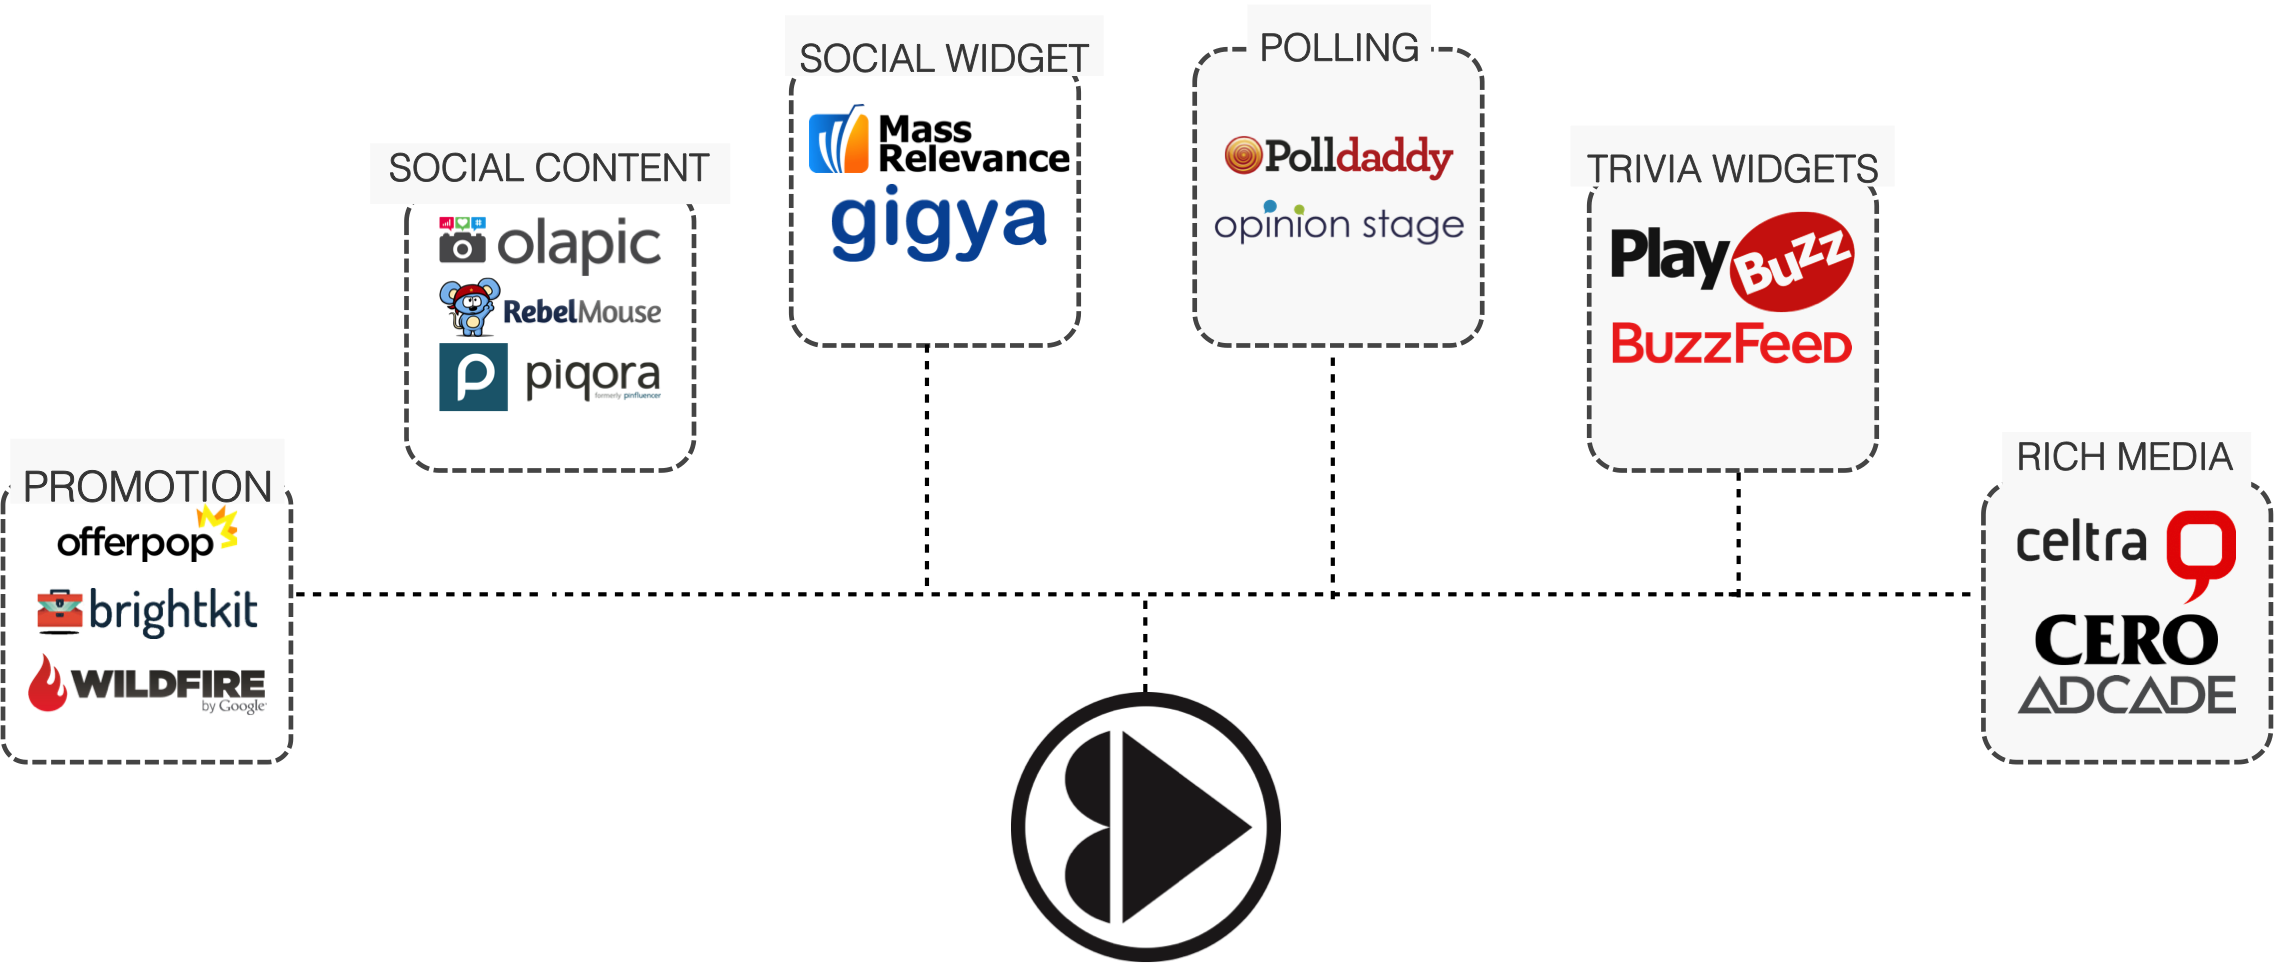 PROMOTION
offerpop
brightkit
WILDFIRE
by Google
SOCIAL CONTENT
olapic
RebelMouse
piqora
formerly pinfluencer
SOCIAL WIDGET
Mass
Relevance
gigya
POLLING
Polldaddy
opinion stage
TRIVIA WIDGETS
PlayBuzz
BuzzFeed
RICH MEDIA
celtra
CERO
ADCADE